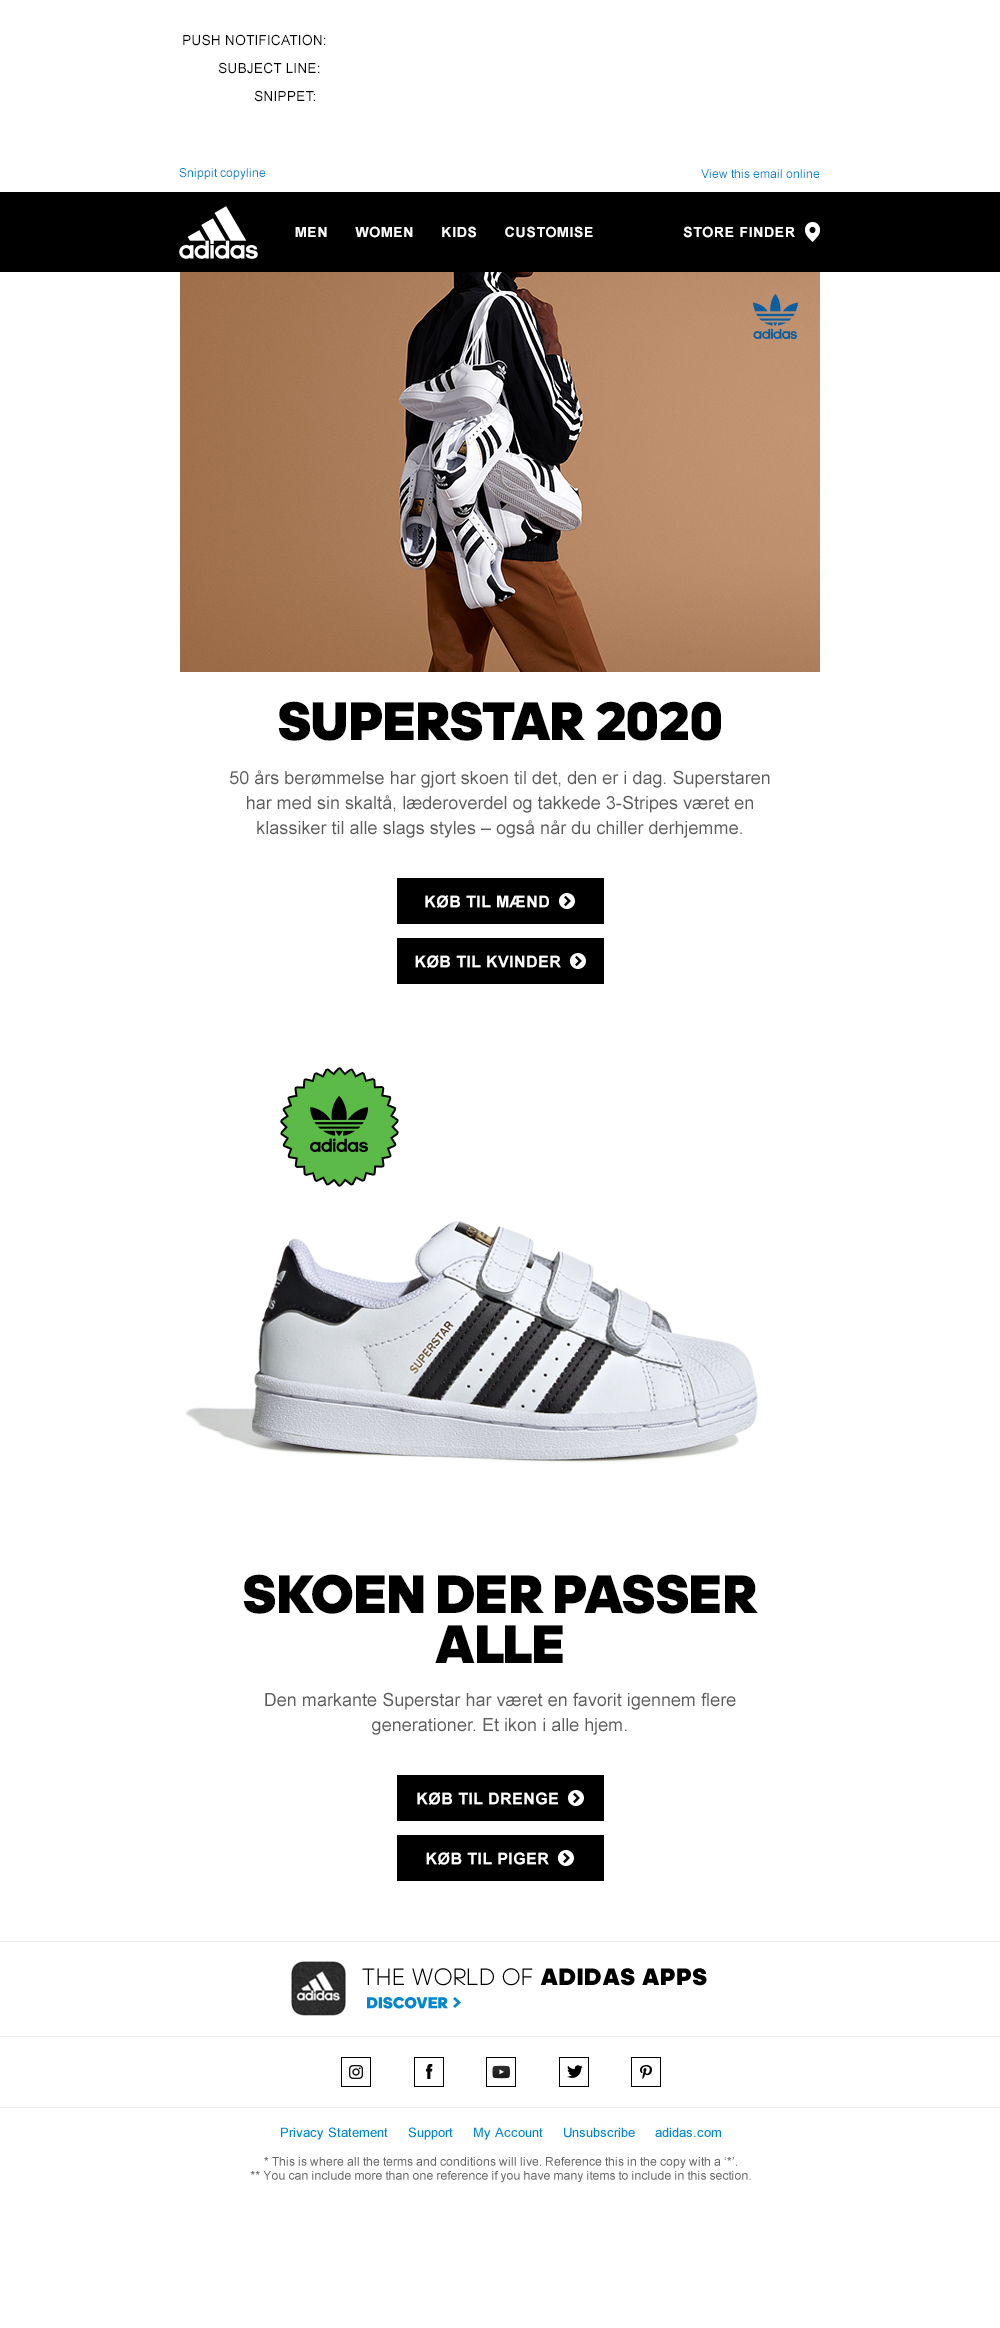 PUSH NOTIFICATION:
SUBJECT LINE:
SNIPPET:
Snippit copyline
View this email online
adidas
MEN
WOMEN
KIDS
CUSTOMISE
STORE FINDER
adidas
SUPERSTAR 2020
50 års berømmelse har gjort skoen til det, den er i dag. Superstaren
har med sin skaltå, læderoverdel og takkede 3-Stripes været en
klassiker til alle slags styles – også når du chiller derhjemme.
KØB TIL MÆND
KØB TIL KVINDER
adidas
SUPERSTAR
SKOEN DER PASSER
ALLE
Den markante Superstar har været en favorit igennem flere
generationer. Et ikon i alle hjem.
KØB TIL DRENGE
KØB TIL PIGER
adidas
THE WORLD OF ADIDAS APPS
DISCOVER >
Privacy Statement
Support
My Account
Unsubscribe
adidas.com
* This is where all the terms and conditions will live. Reference this in the copy with a ‘*’.
** You can include more than one reference if you have many items to include in this section.